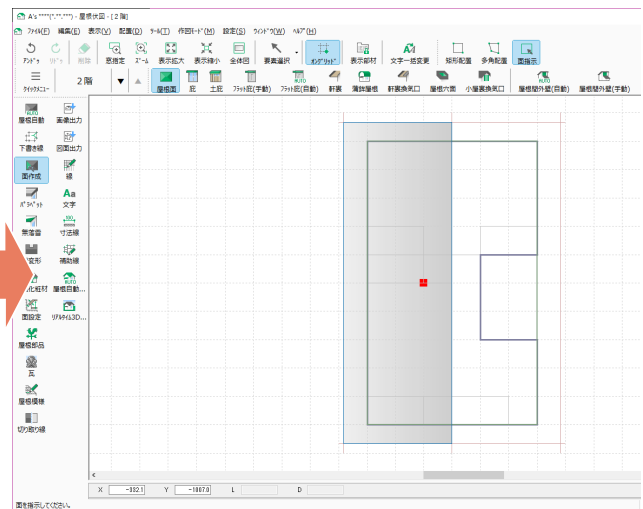 A's ****(*.**.***) - 屋根伏図 - [２階]
ファイル(F) 編集(E) 表示(V) 配置(D) ツール(T) 作図モード(M) 設定(S) ウィンドウ(W) ヘルプ(H)
アンドゥ リドゥ 削除 窓指定 ズーム 表示拡大 表示縮小 全体図 要素選択 オングリッド 表示部材 文字一括変更 矩形配置 多角配置 面指示
クイックメニュー 2 階 屋根面 庇 土庇 フラット庇(手動) フラット庇(自動) 軒裏 蒲鉾屋根 軒裏換気口 屋根六面 小屋裏換気口 屋根間外壁(自動) 屋根間外壁(手動)
屋根自動 画像出力
下書き線 図面出力
面作成 線
パラペット 文字
無落雪 寸法線
変形 補助線
化粧材 屋根自動...
面設定 リアルタイム3D...
屋根部品
瓦
屋根模様
切り取り線
X -392.1 Y -1007.0 L D
面を指示してください。